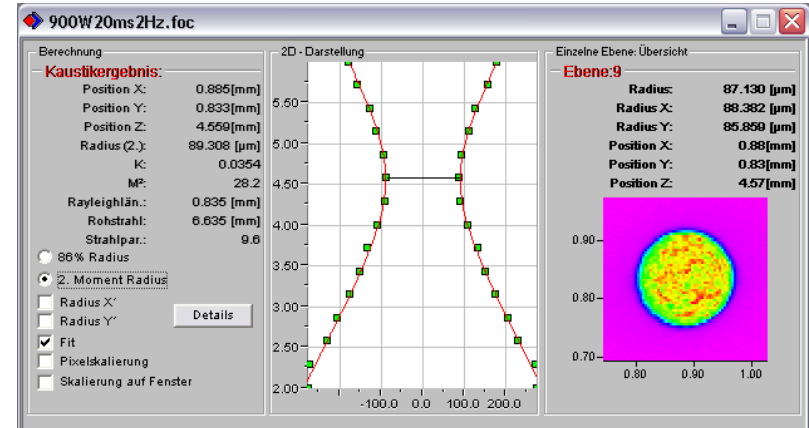 900W20ms2Hz.foc
Berechnung
Kaustikergebnis:
Position X: 0.885[mm]
Position Y: 0.833[mm]
Position Z: 4.559[mm]
Radius (2.): 89.308 [µm]
K: 0.0354
M²: 28.2
Rayleighlän.: 0.835 [mm]
Rohstrahl: 6.635 [mm]
Strahlpar.: 9.6
86% Radius
2. Moment Radius
Radius X'
Radius Y'
Details
Fit
Pixelskalierung
Skalierung auf Fenster
2D - Darstellung
5.50
5.00
4.50
4.00
3.50
3.00
2.50
2.00
-100.0 0.0 100.0 200.0
Einzelne Ebene: Übersicht
Ebene:9
Radius: 87.130 [µm]
Radius X: 88.382 [µm]
Radius Y: 85.859 [µm]
Position X: 0.88[mm]
Position Y: 0.83[mm]
Position Z: 4.57[mm]
0.90
0.80
0.70
0.80 0.90 1.00